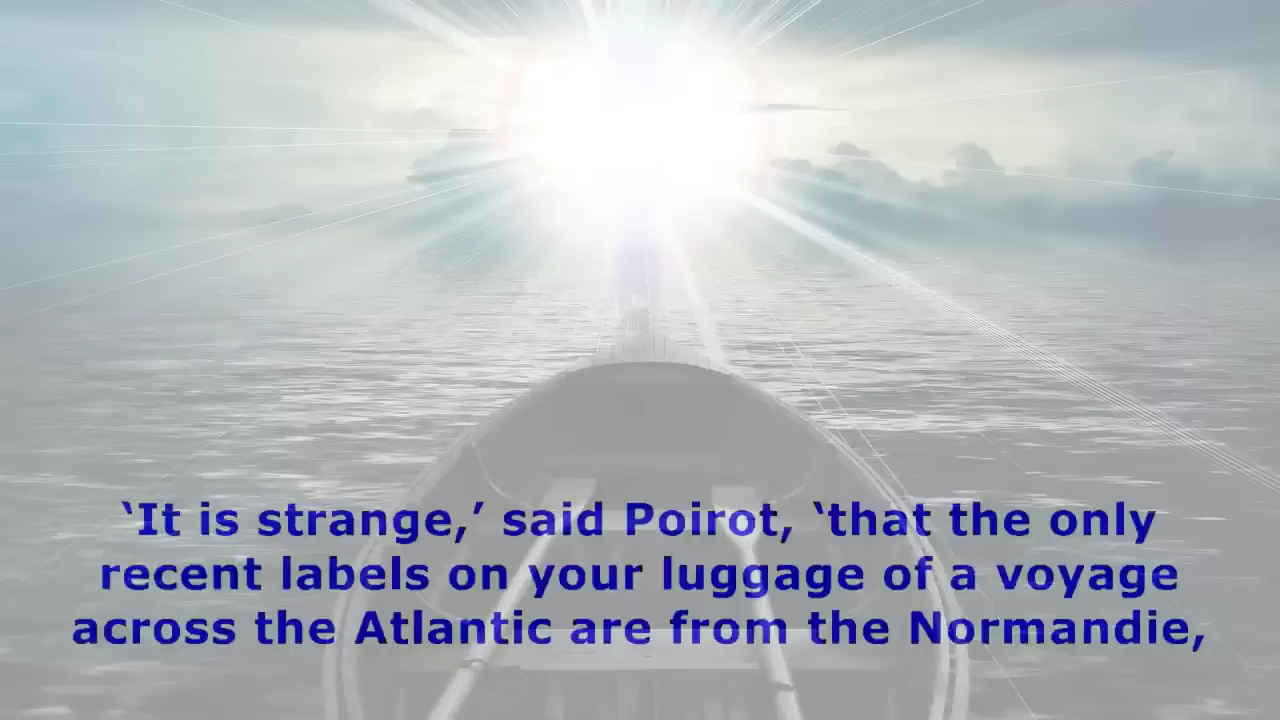 ‘It is strange,’ said Poirot, ‘that the only
recent labels on your luggage of a voyage
across the Atlantic are from the Normandie,